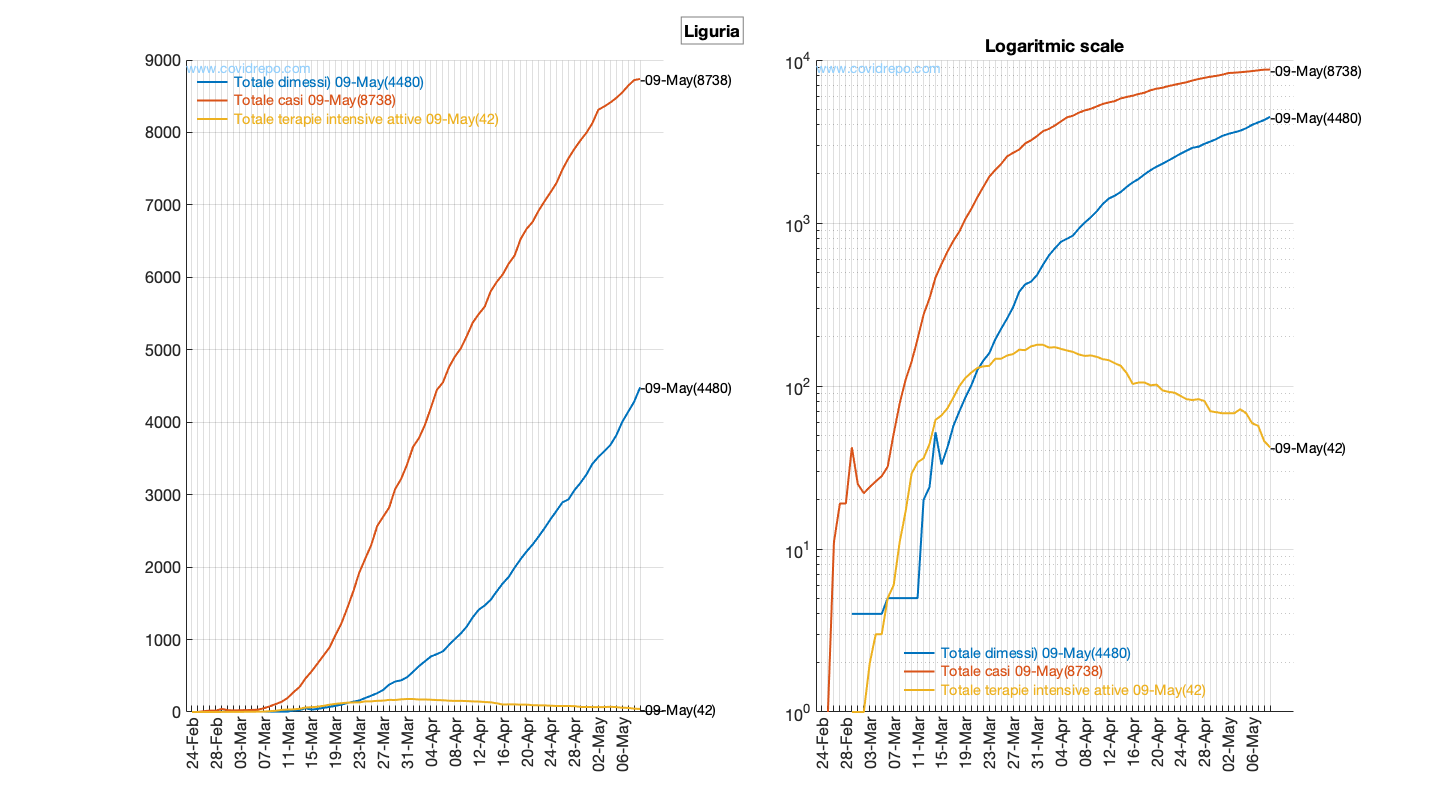 Liguria
www.covidrepo.com
Totale dimessi) 09-May(4480)
Totale casi 09-May(8738)
Totale terapie intensive attive 09-May(42)
9000
8000
7000
6000
5000
4000
3000
2000
1000
0
-09-May(8738)
-09-May(4480)
-09-May(42)
24-Feb
28-Feb
03-Mar
07-Mar
11-Mar
15-Mar
19-Mar
23-Mar
27-Mar
31-Mar
04-Apr
08-Apr
12-Apr
16-Apr
20-Apr
24-Apr
28-Apr
02-May
06-May
Logaritmic scale
www.covidrepo.com
10^4
10^3
10^2
10^1
10^0
-09-May(8738)
-09-May(4480)
-09-May(42)
Totale dimessi) 09-May(4480)
Totale casi 09-May(8738)
Totale terapie intensive attive 09-May(42)
24-Feb
28-Feb
03-Mar
07-Mar
11-Mar
15-Mar
19-Mar
23-Mar
27-Mar
31-Mar
04-Apr
08-Apr
12-Apr
16-Apr
20-Apr
24-Apr
28-Apr
02-May
06-May